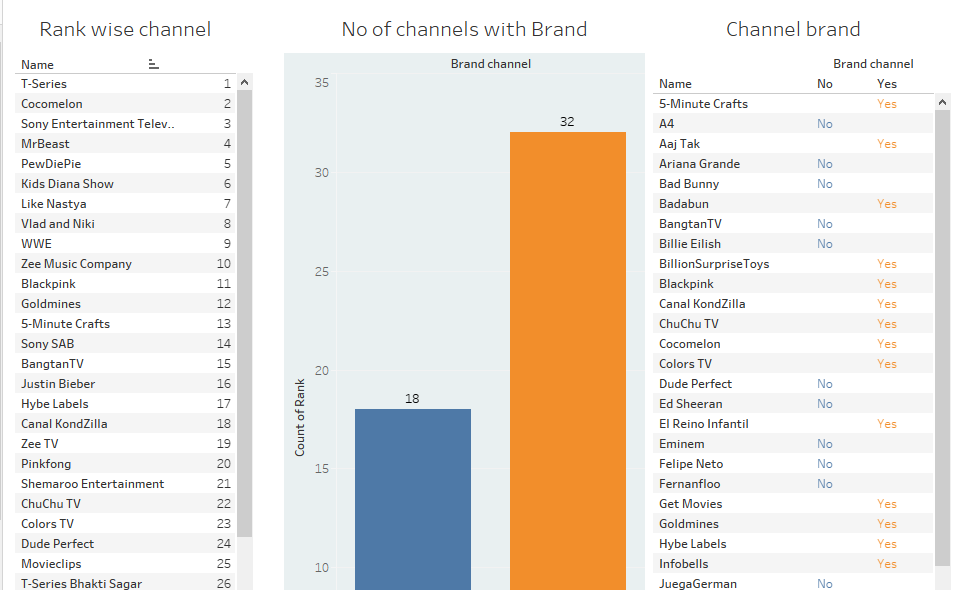 Rank wise channel
Name
T-Series 1
Cocomelon 2
Sony Entertainment Telev.. 3
MrBeast 4
PewDiePie 5
Kids Diana Show 6
Like Nastya 7
Vlad and Niki 8
WWE 9
Zee Music Company 10
Blackpink 11
Goldmines 12
5-Minute Crafts 13
Sony SAB 14
BangtanTV 15
Justin Bieber 16
Hybe Labels 17
Canal KondZilla 18
Zee TV 19
Pinkfong 20
Shemaroo Entertainment 21
ChuChu TV 22
Colors TV 23
Dude Perfect 24
Movieclips 25
T-Series Bhakti Sagar 26
No of channels with Brand
Brand channel
35
30
25
20
15
10
Count of Rank
18
32
Channel brand
Brand channel
Name No Yes
5-Minute Crafts Yes
A4 No
Aaj Tak Yes
Ariana Grande No
Bad Bunny No
Badabun Yes
BangtanTV No
Billie Eilish No
BillionSurpriseToys Yes
Blackpink Yes
Canal KondZilla Yes
ChuChu TV Yes
Cocomelon Yes
Colors TV Yes
Dude Perfect No
Ed Sheeran No
El Reino Infantil Yes
Eminem No
Felipe Neto No
Fernanfloo No
Get Movies Yes
Goldmines Yes
Hybe Labels Yes
Infobells Yes
JuegaGerman No